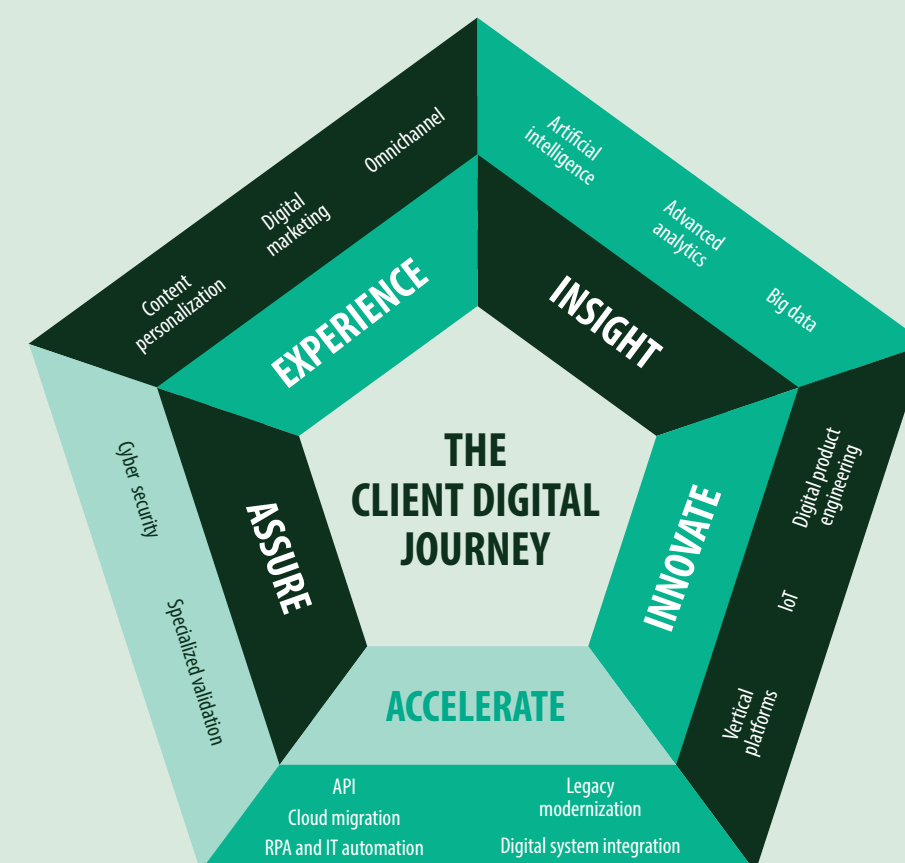 Omnichannel
Digital
marketing
Content
personalization
EXPERIENCE
Artificial
intelligence
Advanced
analytics
Big data
INSIGHT
THE
CLIENT DIGITAL
JOURNEY
Digital product
engineering
IoT
Vertical
platforms
INNOVATE
Cyber security
Specialized validation
ASSURE
ACCELERATE
API
Cloud migration
RPA and IT automation
Legacy
modernization
Digital system integration